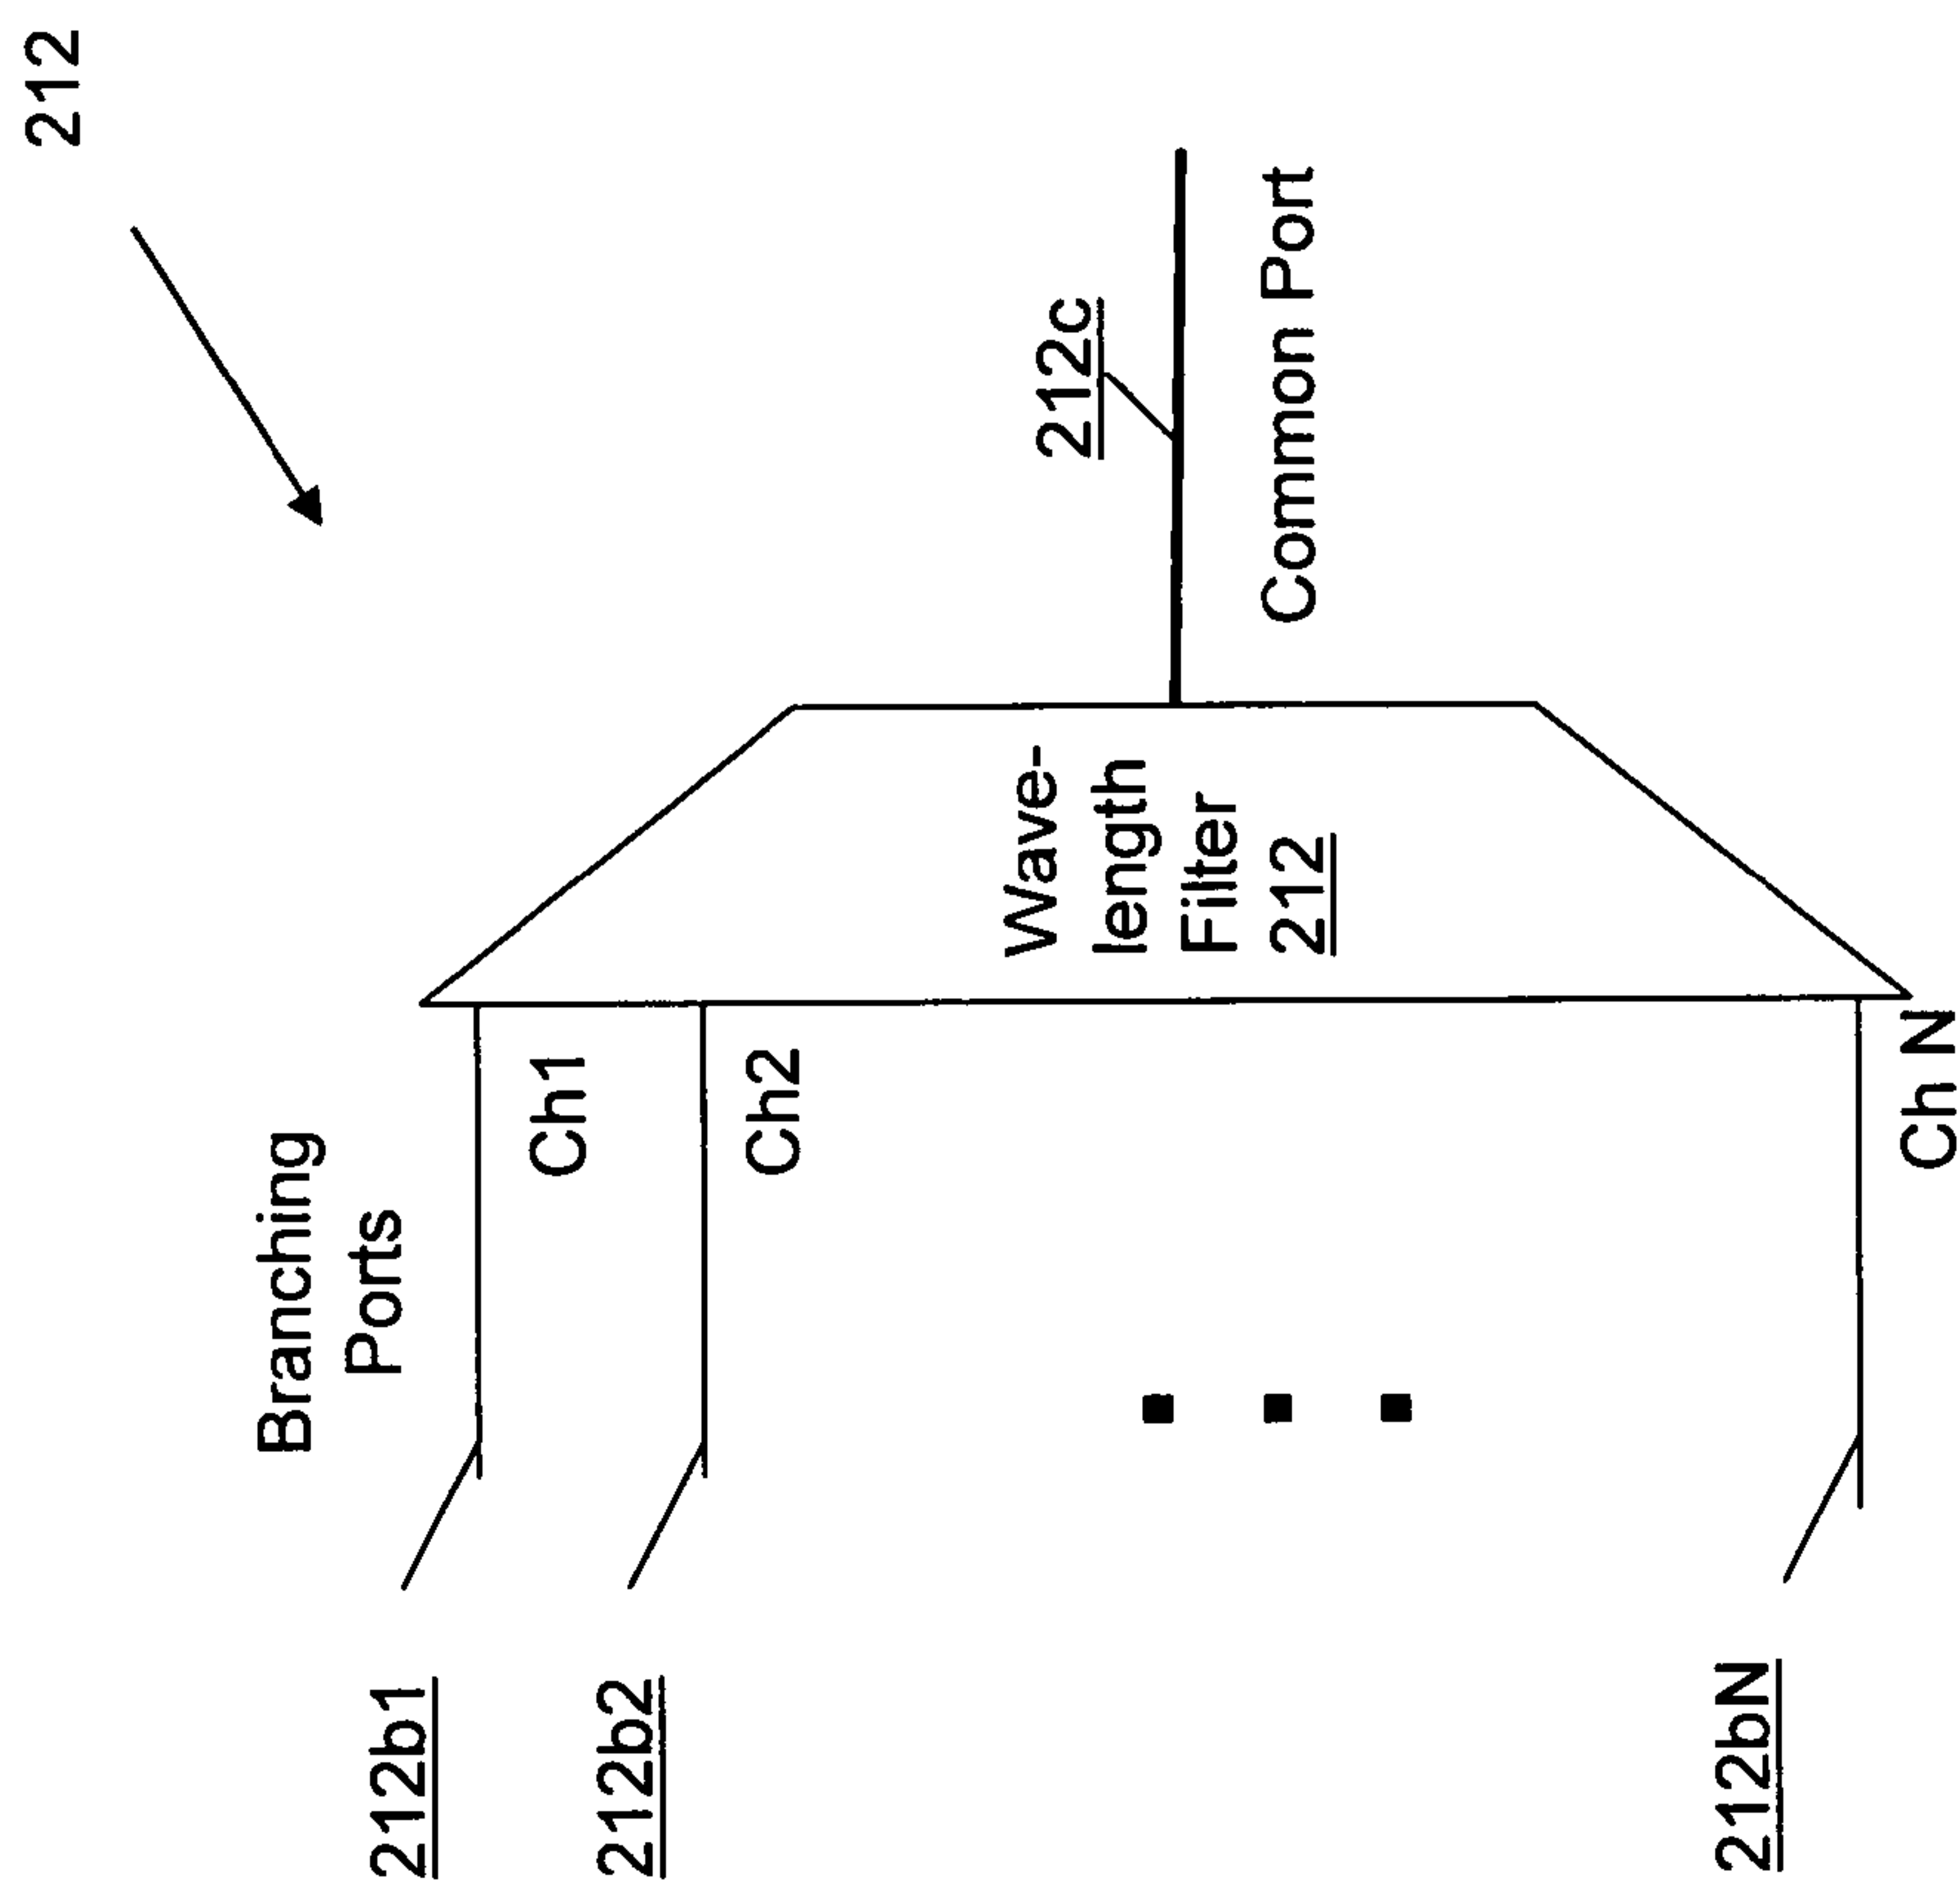 212
Branching
Ports
212b1
Ch1
212b2
Ch2
212bN
Ch N
Wave-
length
Filter
212
212c
Common Port